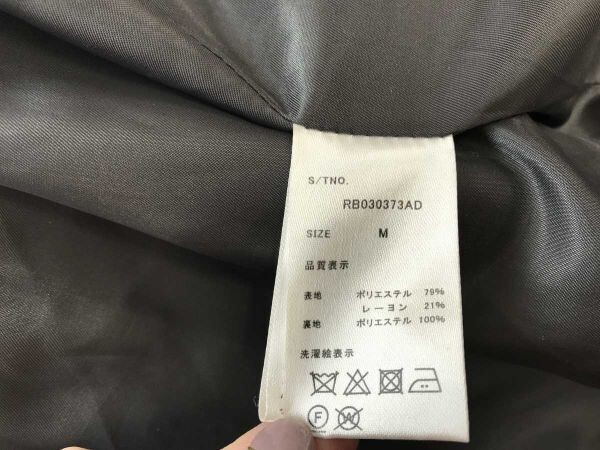 S/TNO.
RB030373AD
SIZE M
品質表示
表地 ポリエステル 79%
レーヨン 21%
裏地 ポリエステル 100%
洗濯絵表示
F W